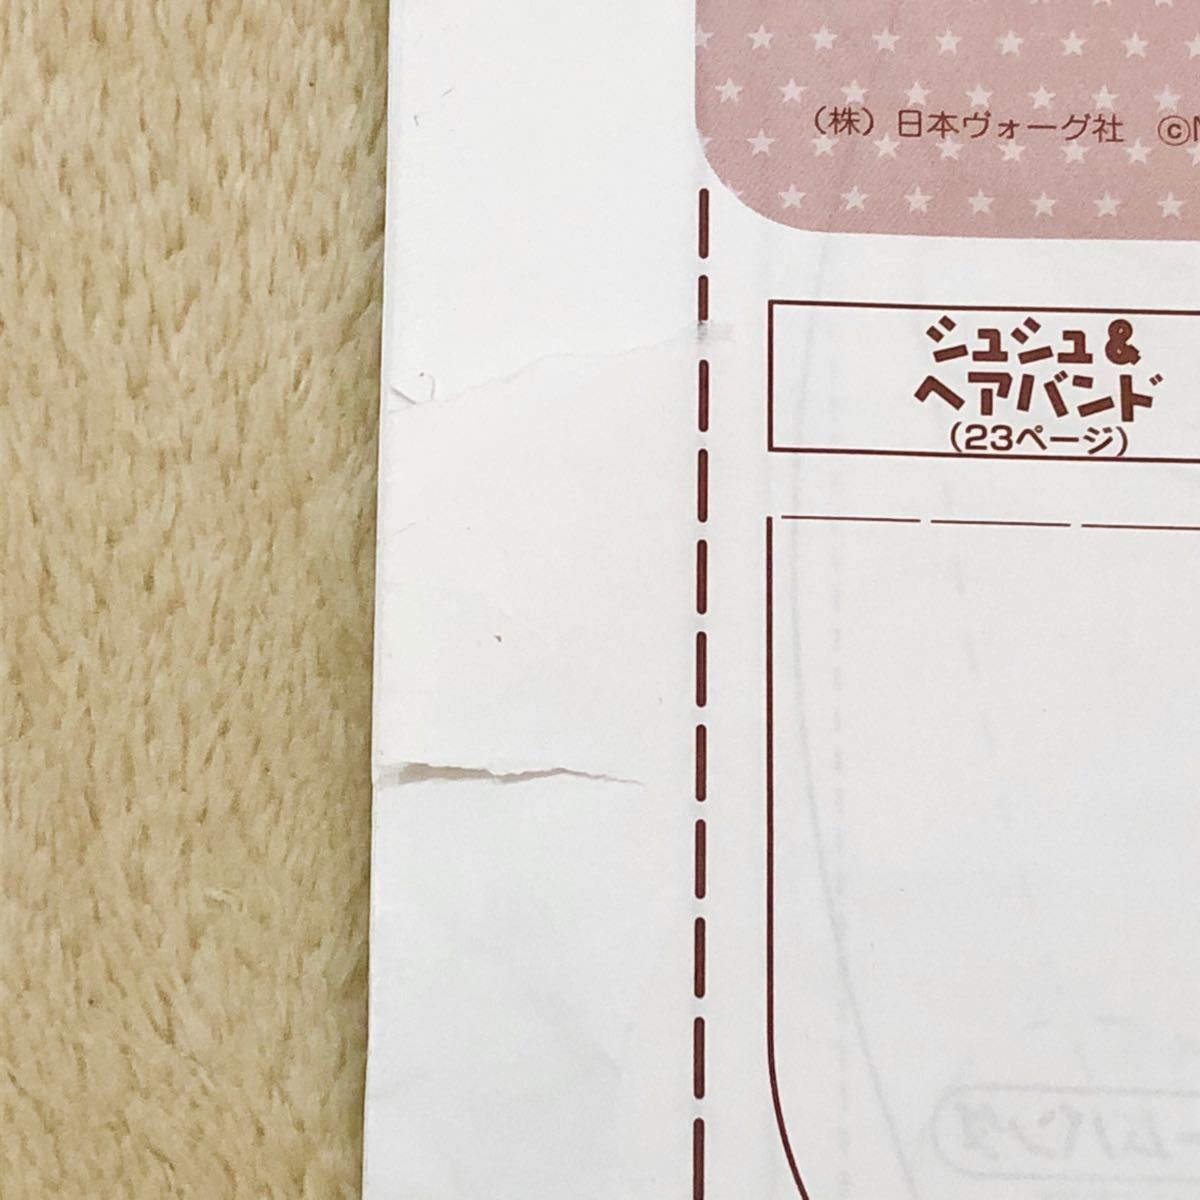 (株) 日本ヴォーグ社 ©N
シュシュ&
ヘアバンド
(23ページ)